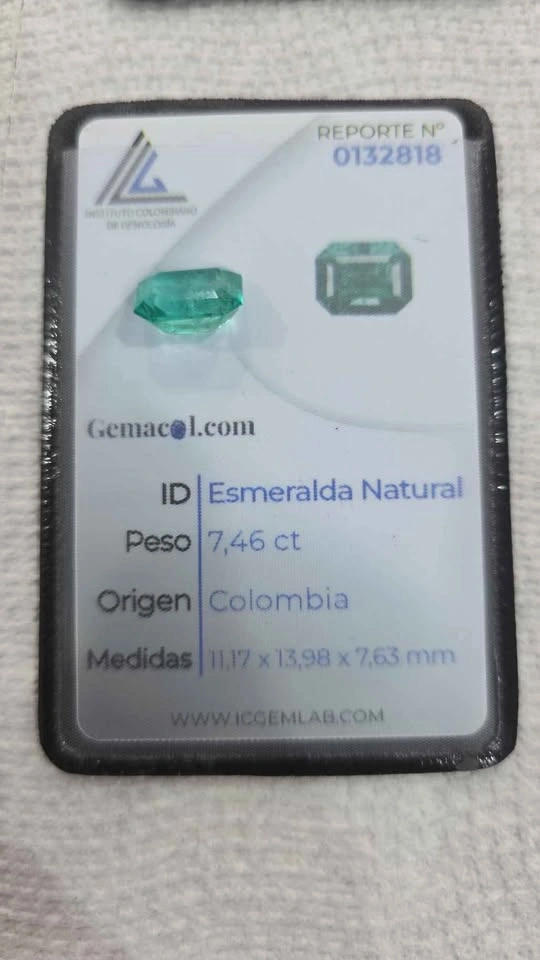 REPORTE Nº
0132818
INSTITUTO COLOMBIANO
DE GEMOLOGÍA
Gemacol.com
ID Esmeralda Natural
Peso 7,46 ct
Origen Colombia
Medidas 11,17 x 13,98 x 7,63 mm
WWW.ICGEMLAB.COM